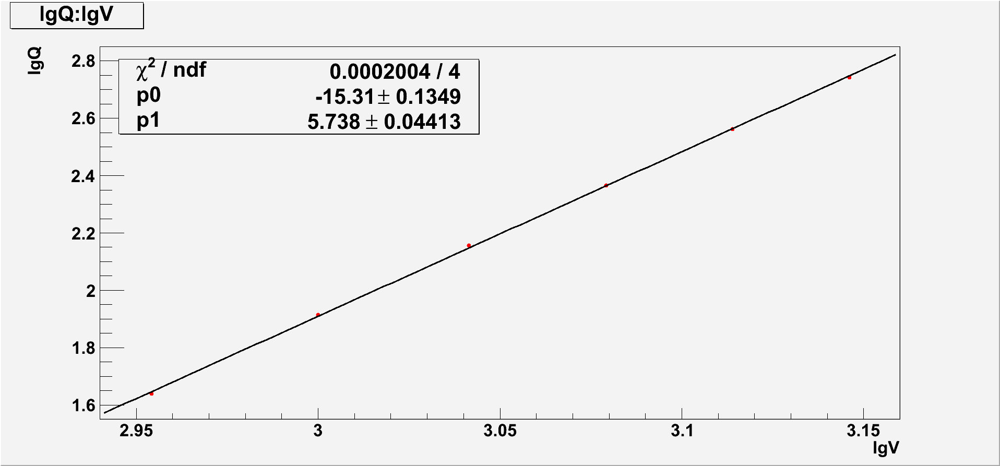 lgQ:lgV
lgQ
2.8
2.6
2.4
2.2
2
1.8
1.6
χ² / ndf 0.0002004 / 4
p0 -15.31 ± 0.1349
p1 5.738 ± 0.04413
2.95 3 3.05 3.1 3.15
lgV